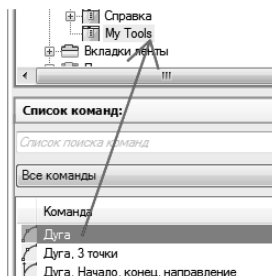 Справка
My Tools
Вкладки ленты
Список команд:
Список поиска команд
Все команды
Команда
Дуга
Дуга, 3 точки
Дуга, Начало, конец, направление